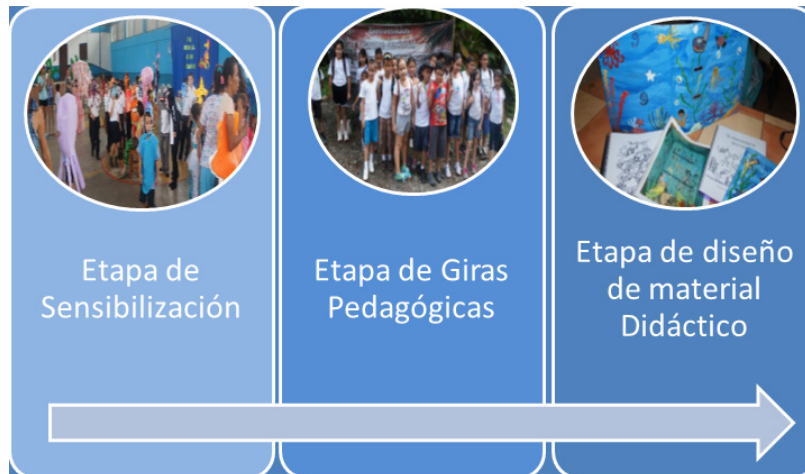 Etapa de
Sensibilización
Etapa de Giras
Pedagógicas
Etapa de diseño
de material
Didáctico